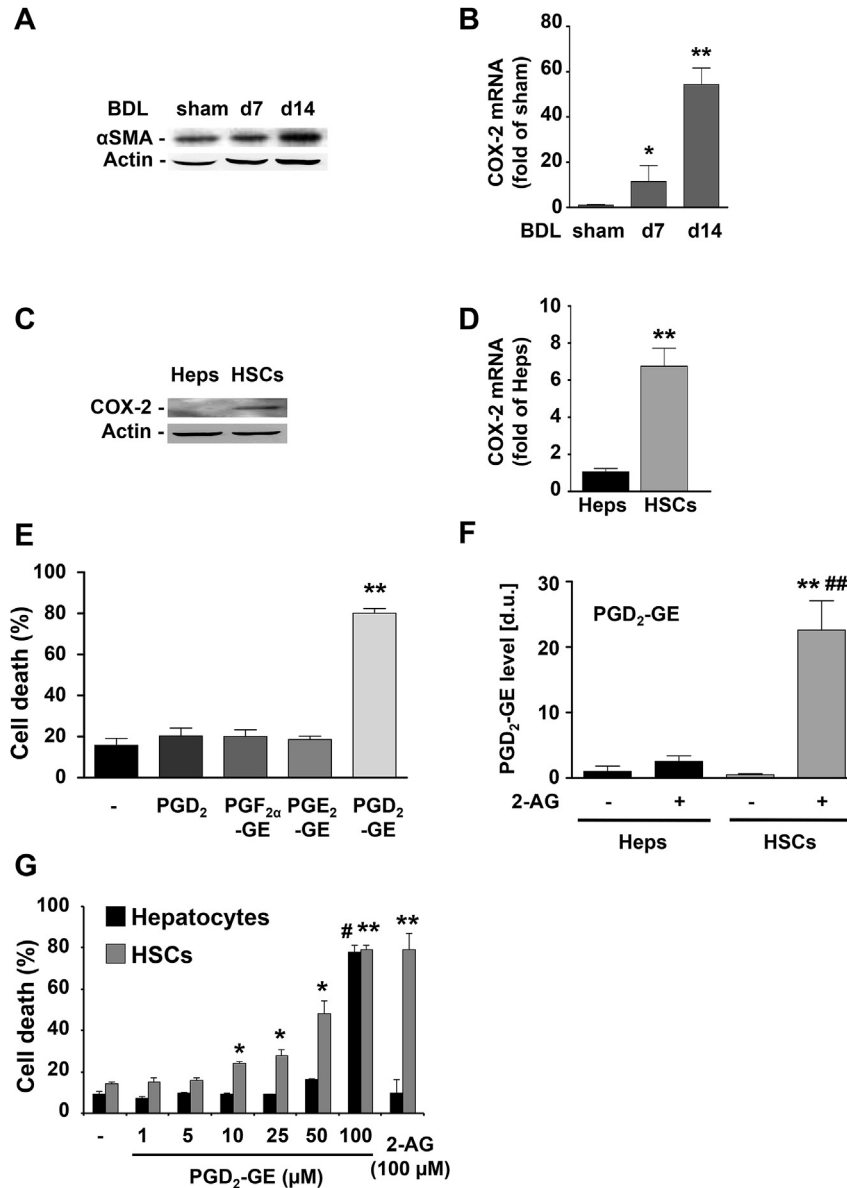 A
BDL sham d7 d14
αSMA -
Actin -
B
COX-2 mRNA
(fold of sham)
80
60
40
20
0
*
**
BDL sham d7 d14
C
Heps HSCs
COX-2 -
Actin -
D
COX-2 mRNA
(fold of Heps)
10
8
6
4
2
0
**
Heps HSCs
E
Cell death (%)
100
80
60
40
20
0
**
- PGD₂ PGF₂α PGE₂ PGD₂
-GE -GE -GE
F
PGD₂-GE level [d.u.]
30
20
10
0
PGD₂-GE
** ##
2-AG - + - +
Heps HSCs
G
Cell death (%)
100
80
60
40
20
0
Hepatocytes
HSCs
* * * # ** **
- 1 5 10 25 50 100 2-AG
(100 μM)
PGD₂-GE (μM)